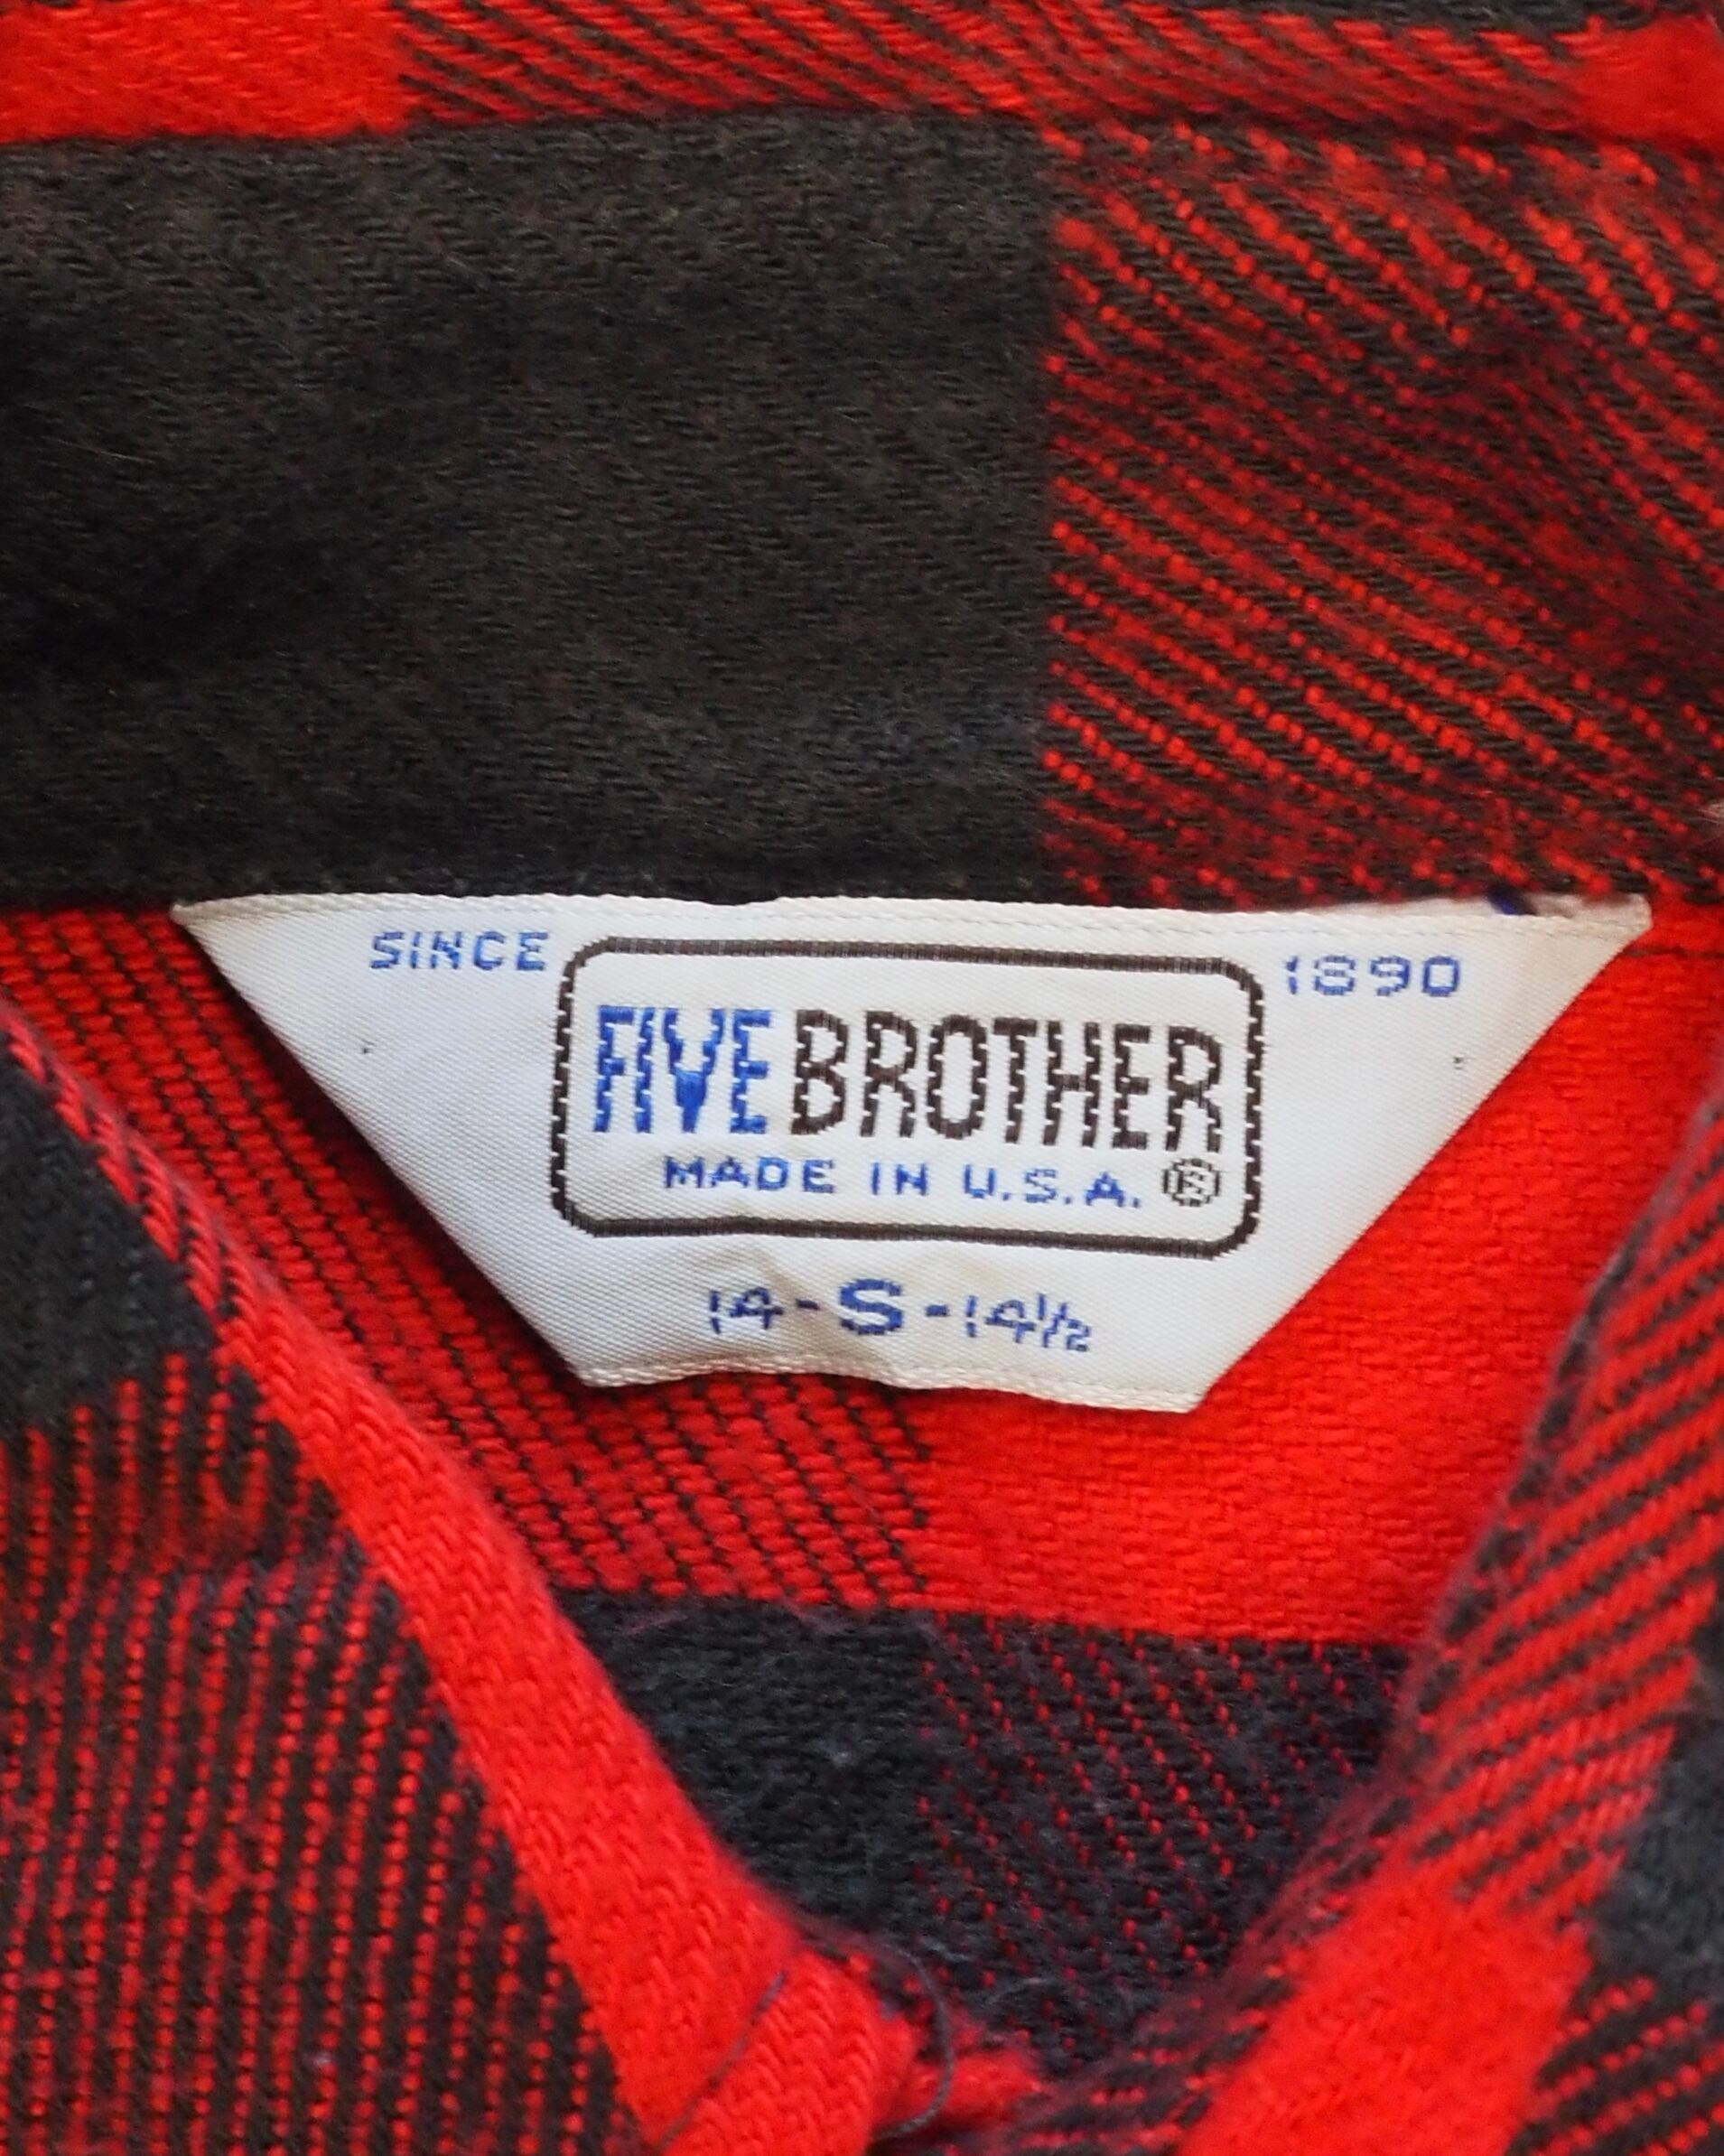 SINCE 1890
FIVE BROTHER
MADE IN U.S.A. ®
14-S-14½